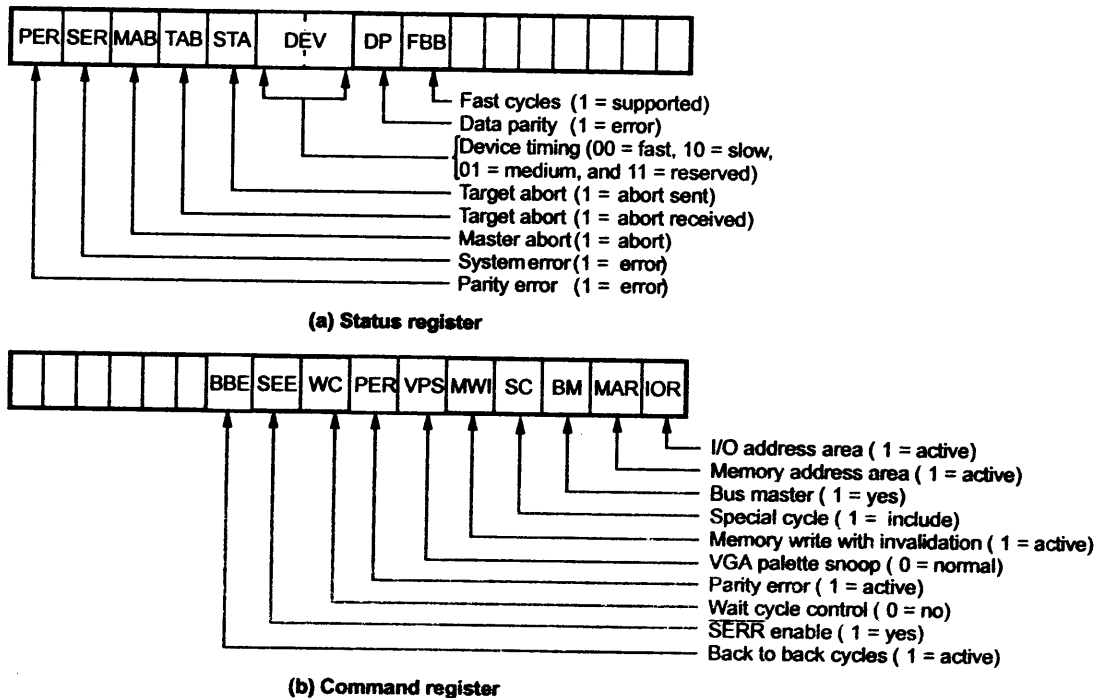 PER SER MAB TAB STA DEV DP FBB
Fast cycles (1 = supported)
Data parity (1 = error)
Device timing (00 = fast, 10 = slow,
01 = medium, and 11 = reserved)
Target abort (1 = abort sent)
Target abort (1 = abort received)
Master abort (1 = abort)
System error (1 = error)
Parity error (1 = error)
(a) Status register
BBE SEE WC PER VPS MWI SC BM MAR IOR
I/O address area ( 1 = active)
Memory address area ( 1 = active)
Bus master ( 1 = yes)
Special cycle ( 1 = include)
Memory write with invalidation ( 1 = active)
VGA palette snoop ( 0 = normal)
Parity error ( 1 = active)
Wait cycle control ( 0 = no)
S̅E̅R̅R̅ enable ( 1 = yes)
Back to back cycles ( 1 = active)
(b) Command register